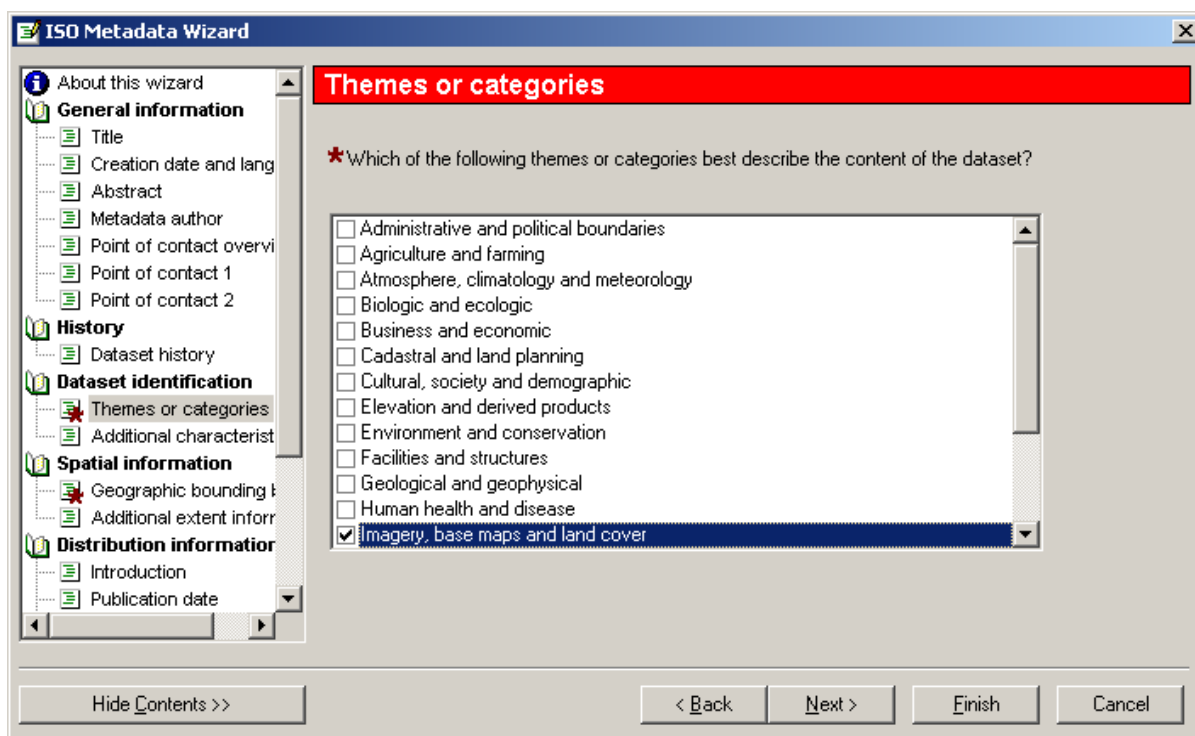 ISO Metadata Wizard
About this wizard
General information
Title
Creation date and lang
Abstract
Metadata author
Point of contact overvi
Point of contact 1
Point of contact 2
History
Dataset history
Dataset identification
Themes or categories
Additional characterist
Spatial information
Geographic bounding b
Additional extent inforr
Distribution information
Introduction
Publication date
Themes or categories
*Which of the following themes or categories best describe the content of the dataset?
Administrative and political boundaries
Agriculture and farming
Atmosphere, climatology and meteorology
Biologic and ecologic
Business and economic
Cadastral and land planning
Cultural, society and demographic
Elevation and derived products
Environment and conservation
Facilities and structures
Geological and geophysical
Human health and disease
Imagery, base maps and land cover
Hide Contents >>
< Back
Next >
Finish
Cancel